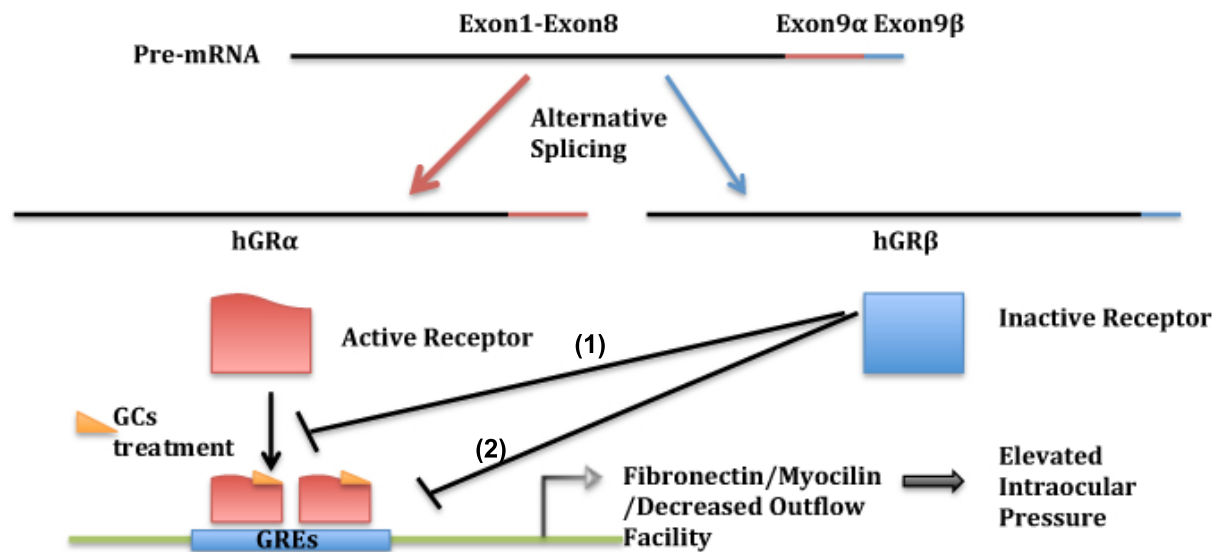 Exon1-Exon8
Exon9α Exon9β
Pre-mRNA
Alternative
Splicing
hGRα
hGRβ
Active Receptor
Inactive Receptor
(1)
GCs
treatment
(2)
Fibronectin/Myocilin
/Decreased Outflow
Facility
Elevated
Intraocular
Pressure
GREs